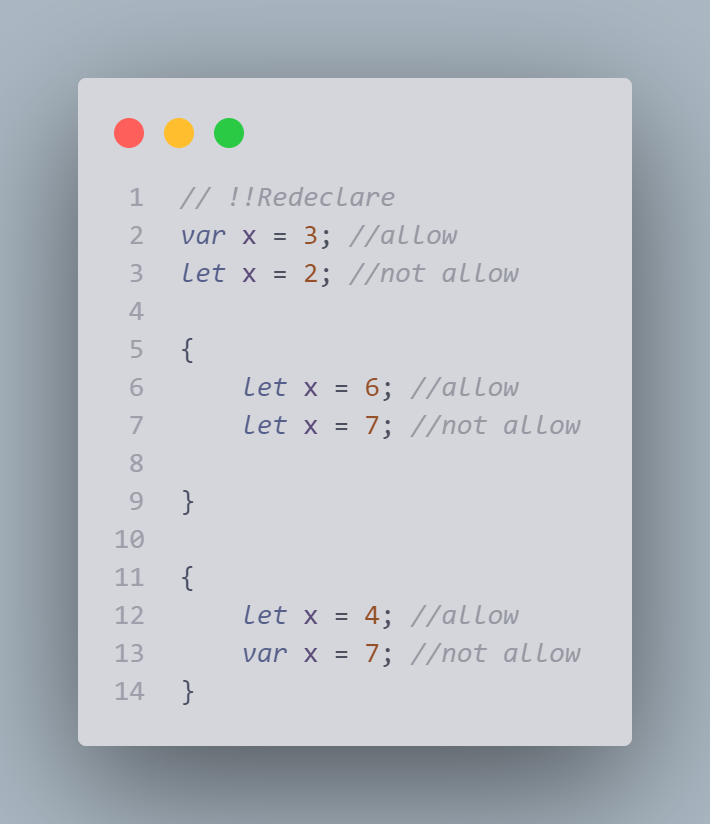 1 // !!Redeclare
2 var x = 3; //allow
3 let x = 2; //not allow
4
5 {
6     let x = 6; //allow
7     let x = 7; //not allow
8
9 }
10
11 {
12     let x = 4; //allow
13     var x = 7; //not allow
14 }